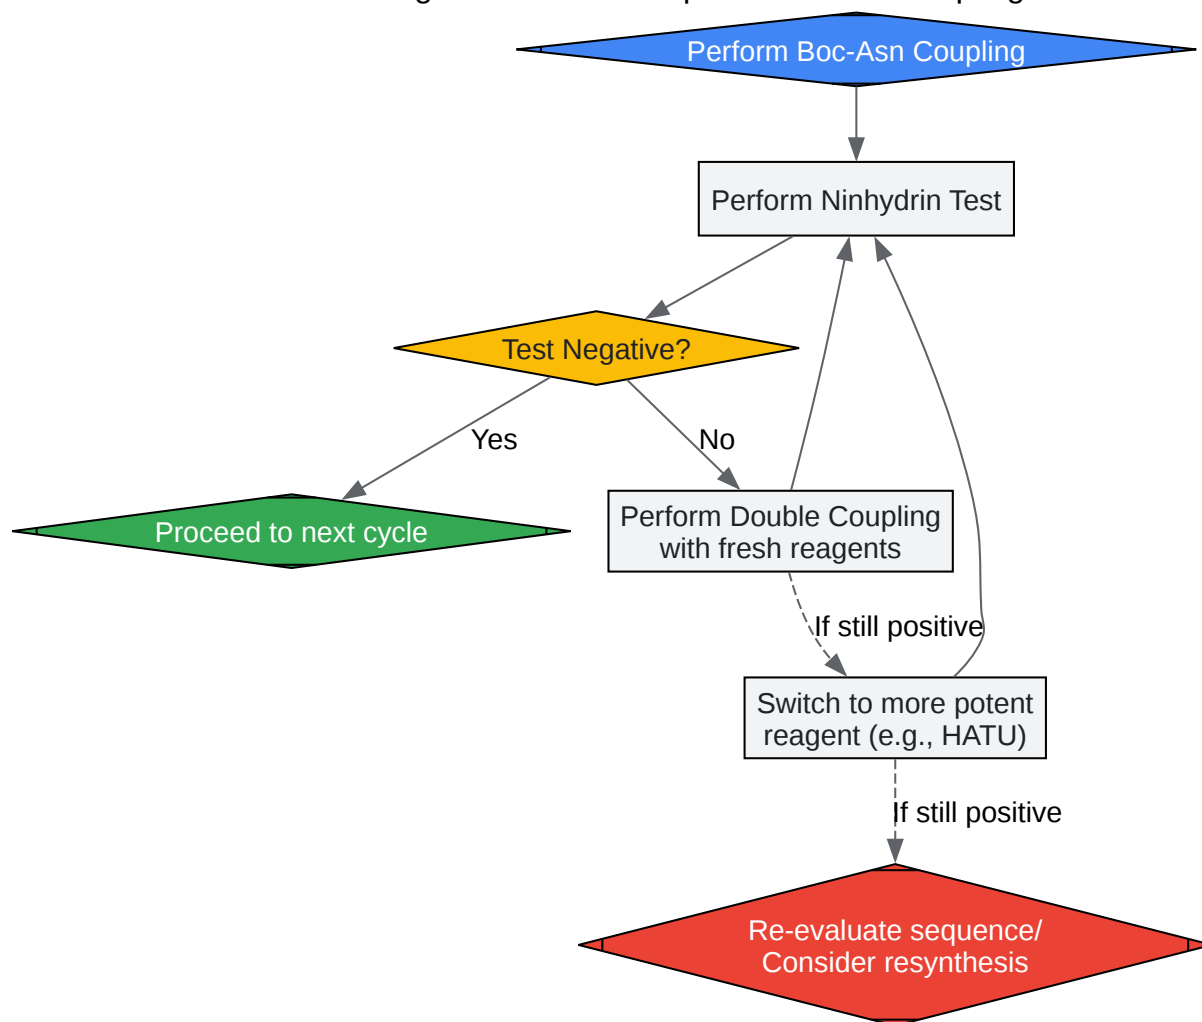 Perform Boc-Asn Coupling
Perform Ninhydrin Test
Test Negative?
Yes
No
Proceed to next cycle
Perform Double Coupling
with fresh reagents
If still positive
Switch to more potent
reagent (e.g., HATU)
If still positive
Re-evaluate sequence/
Consider resynthesis